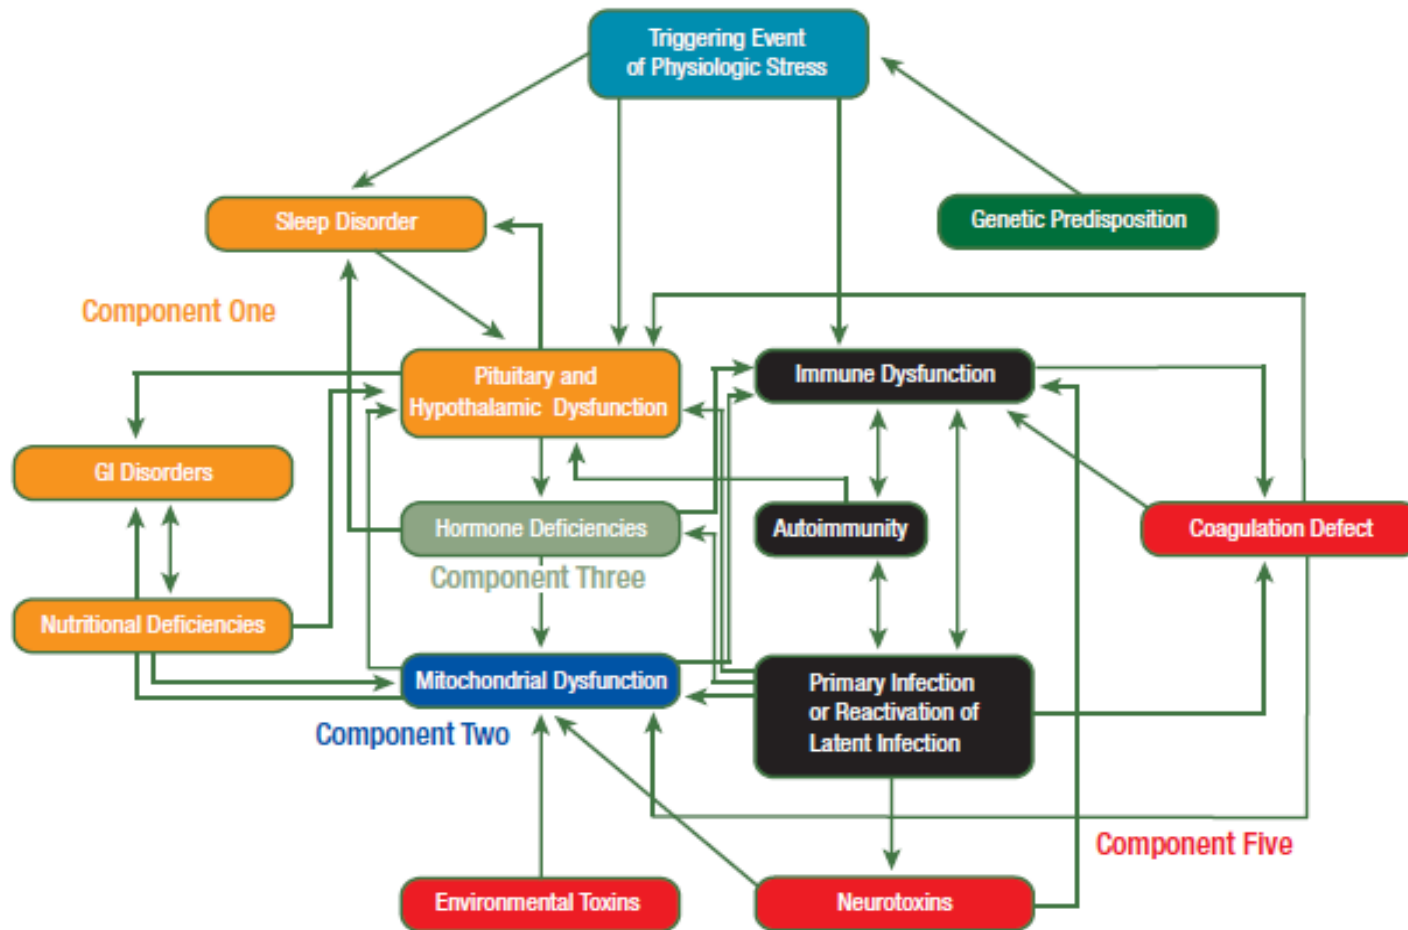 Triggering Event
of Physiologic Stress
Sleep Disorder
Genetic Predisposition
Component One
Pituitary and
Hypothalamic Dysfunction
Immune Dysfunction
GI Disorders
Hormone Deficiencies
Autoimmunity
Coagulation Defect
Component Three
Nutritional Deficiencies
Mitochondrial Dysfunction
Primary Infection
or Reactivation of
Latent Infection
Component Two
Component Five
Environmental Toxins
Neurotoxins